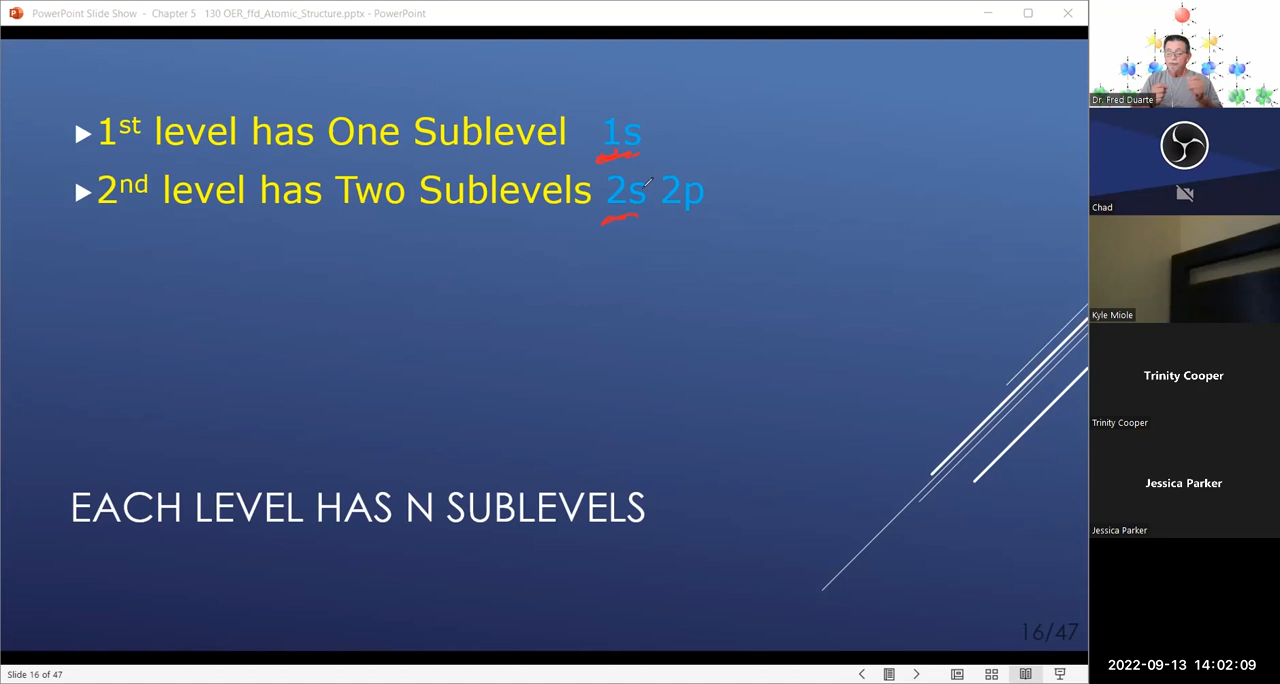 PowerPoint Slide Show - Chapter 5 130 OER_ffd_Atomic_Structure.pptx - PowerPoint
►1st level has One Sublevel 1s
►2nd level has Two Sublevels 2s 2p
EACH LEVEL HAS N SUBLEVELS
16/47
Slide 16 of 47
Dr. Fred Duarte
Chad
Kyle Miole
Trinity Cooper
Trinity Cooper
Jessica Parker
Jessica Parker
2022-09-13 14:02:09